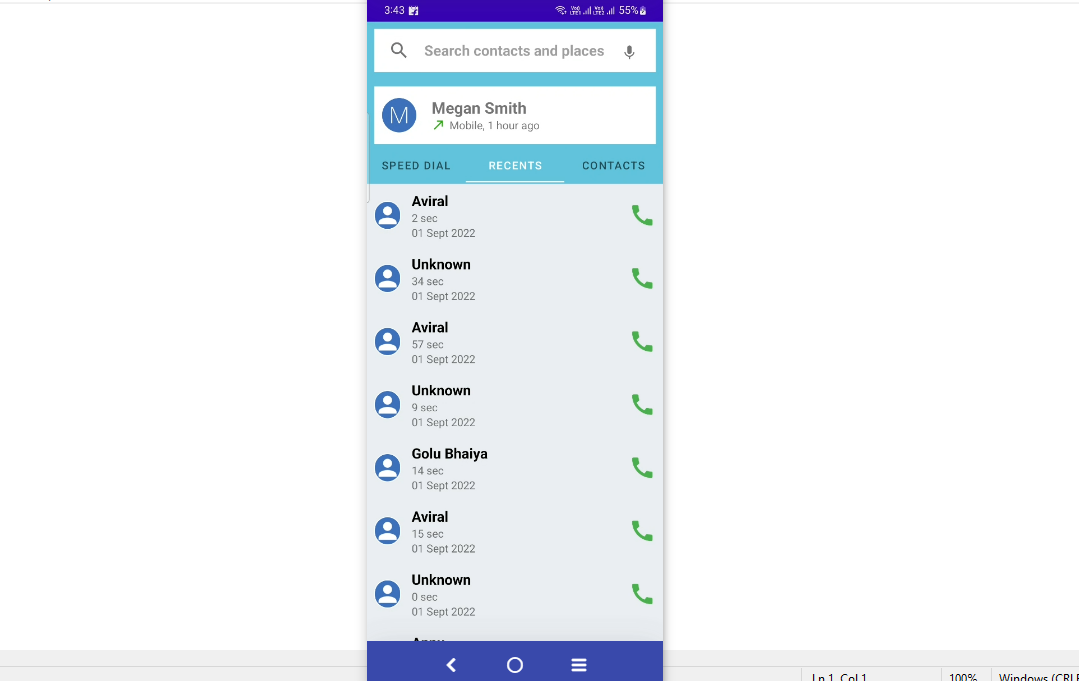 3:43
55%
Search contacts and places
M
Megan Smith
Mobile, 1 hour ago
SPEED DIAL
RECENTS
CONTACTS
Aviral
2 sec
01 Sept 2022
Unknown
34 sec
01 Sept 2022
Aviral
57 sec
01 Sept 2022
Unknown
9 sec
01 Sept 2022
Golu Bhaiya
14 sec
01 Sept 2022
Aviral
15 sec
01 Sept 2022
Unknown
0 sec
01 Sept 2022
Ln 1, Col 1
100%
Windows (CRLF